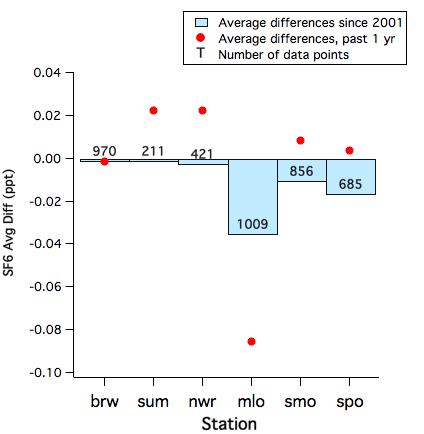 Average differences since 2001
Average differences, past 1 yr
T Number of data points
0.04
0.02
0.00
-0.02
-0.04
-0.06
-0.08
-0.10
SF6 Avg Diff (ppt)
970 211 421 1009 856 685
brw sum nwr mlo smo spo
Station